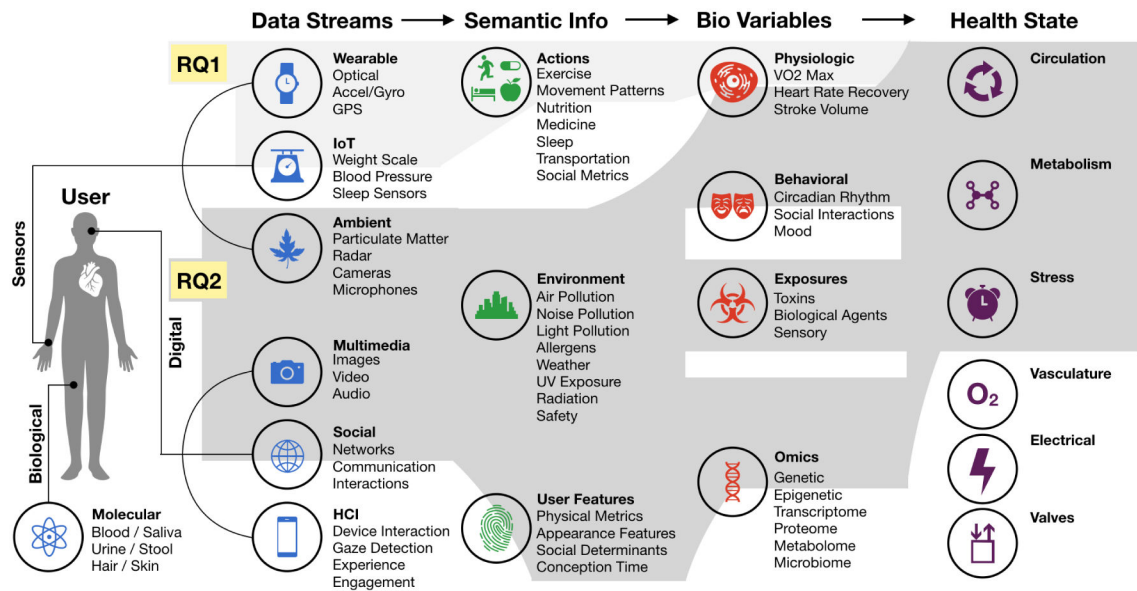 Data Streams
Semantic Info
Bio Variables
Health State
RQ1
RQ2
User
Sensors
Digital
Biological
Molecular
Blood / Saliva
Urine / Stool
Hair / Skin
Wearable
Optical
Accel/Gyro
GPS
IoT
Weight Scale
Blood Pressure
Sleep Sensors
Ambient
Particulate Matter
Radar
Cameras
Microphones
Multimedia
Images
Video
Audio
Social
Networks
Communication
Interactions
HCI
Device Interaction
Gaze Detection
Experience
Engagement
Actions
Exercise
Movement Patterns
Nutrition
Medicine
Sleep
Transportation
Social Metrics
Environment
Air Pollution
Noise Pollution
Light Pollution
Allergens
Weather
UV Exposure
Radiation
Safety
User Features
Physical Metrics
Appearance Features
Social Determinants
Conception Time
Physiologic
VO2 Max
Heart Rate Recovery
Stroke Volume
Behavioral
Circadian Rhythm
Social Interactions
Mood
Exposures
Toxins
Biological Agents
Sensory
Omics
Genetic
Epigenetic
Transcriptome
Proteome
Metabolome
Microbiome
Circulation
Metabolism
Stress
Vasculature
O₂
Electrical
Valves